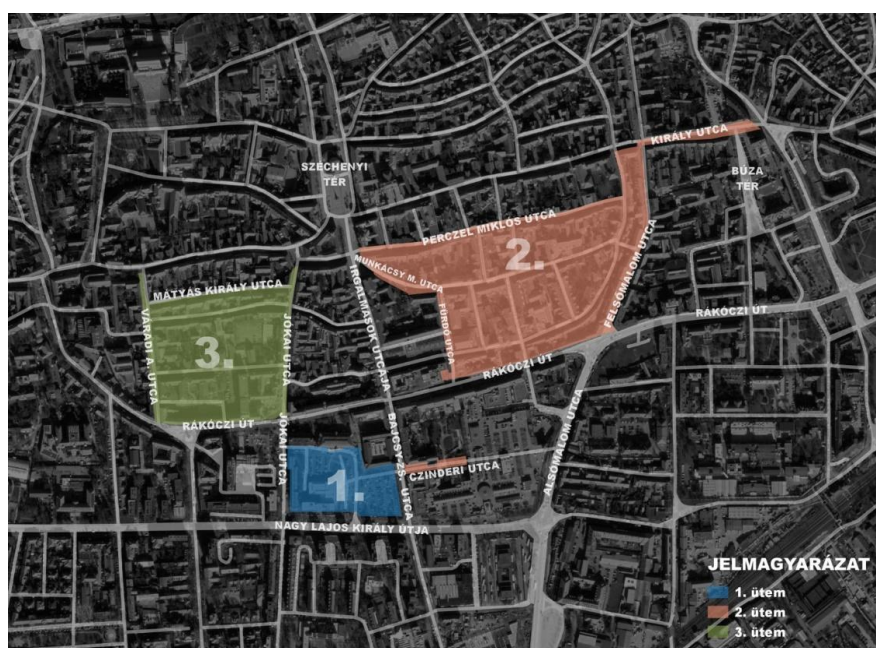 KIRÁLY UTCA
SZÉCHENYI
TÉR
BÚZA
TÉR
PERCZEL MIKLÓS UTCA
2.
MUNKÁCSY M. UTCA
IRGALMASOK UTCÁJA
FELSŐMALOM UTCA
MÁTYÁS KIRÁLY UTCA
VÁRADI A. UTCA
JÓKAI UTCA
3.
FÜRDŐ UTCA
RÁKÓCZI ÚT
RÁKÓCZI ÚT
RÁKÓCZI ÚT
JÓKAI UTCA
BAJCSY-ZS. UTCA
ALSÓMALOM UTCA
1.
CZINDERI UTCA
NAGY LAJOS KIRÁLY ÚTJA
JELMAGYARÁZAT
1. ütem
2. ütem
3. ütem